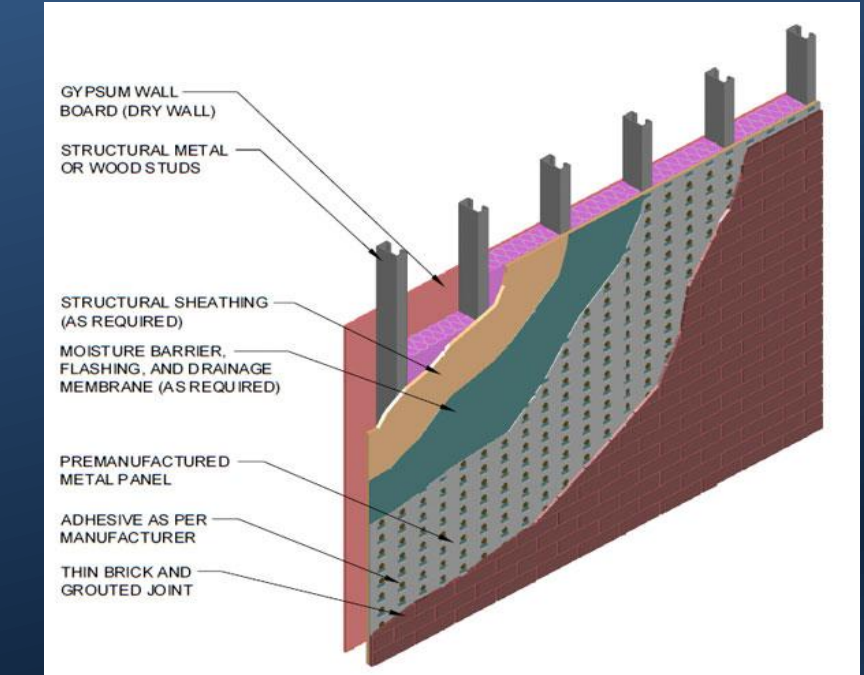 GYPSUM WALL
BOARD (DRY WALL)
STRUCTURAL METAL
OR WOOD STUDS
STRUCTURAL SHEATHING
(AS REQUIRED)
MOISTURE BARRIER,
FLASHING, AND DRAINAGE
MEMBRANE (AS REQUIRED)
PREMANUFACTURED
METAL PANEL
ADHESIVE AS PER
MANUFACTURER
THIN BRICK AND
GROUTED JOINT